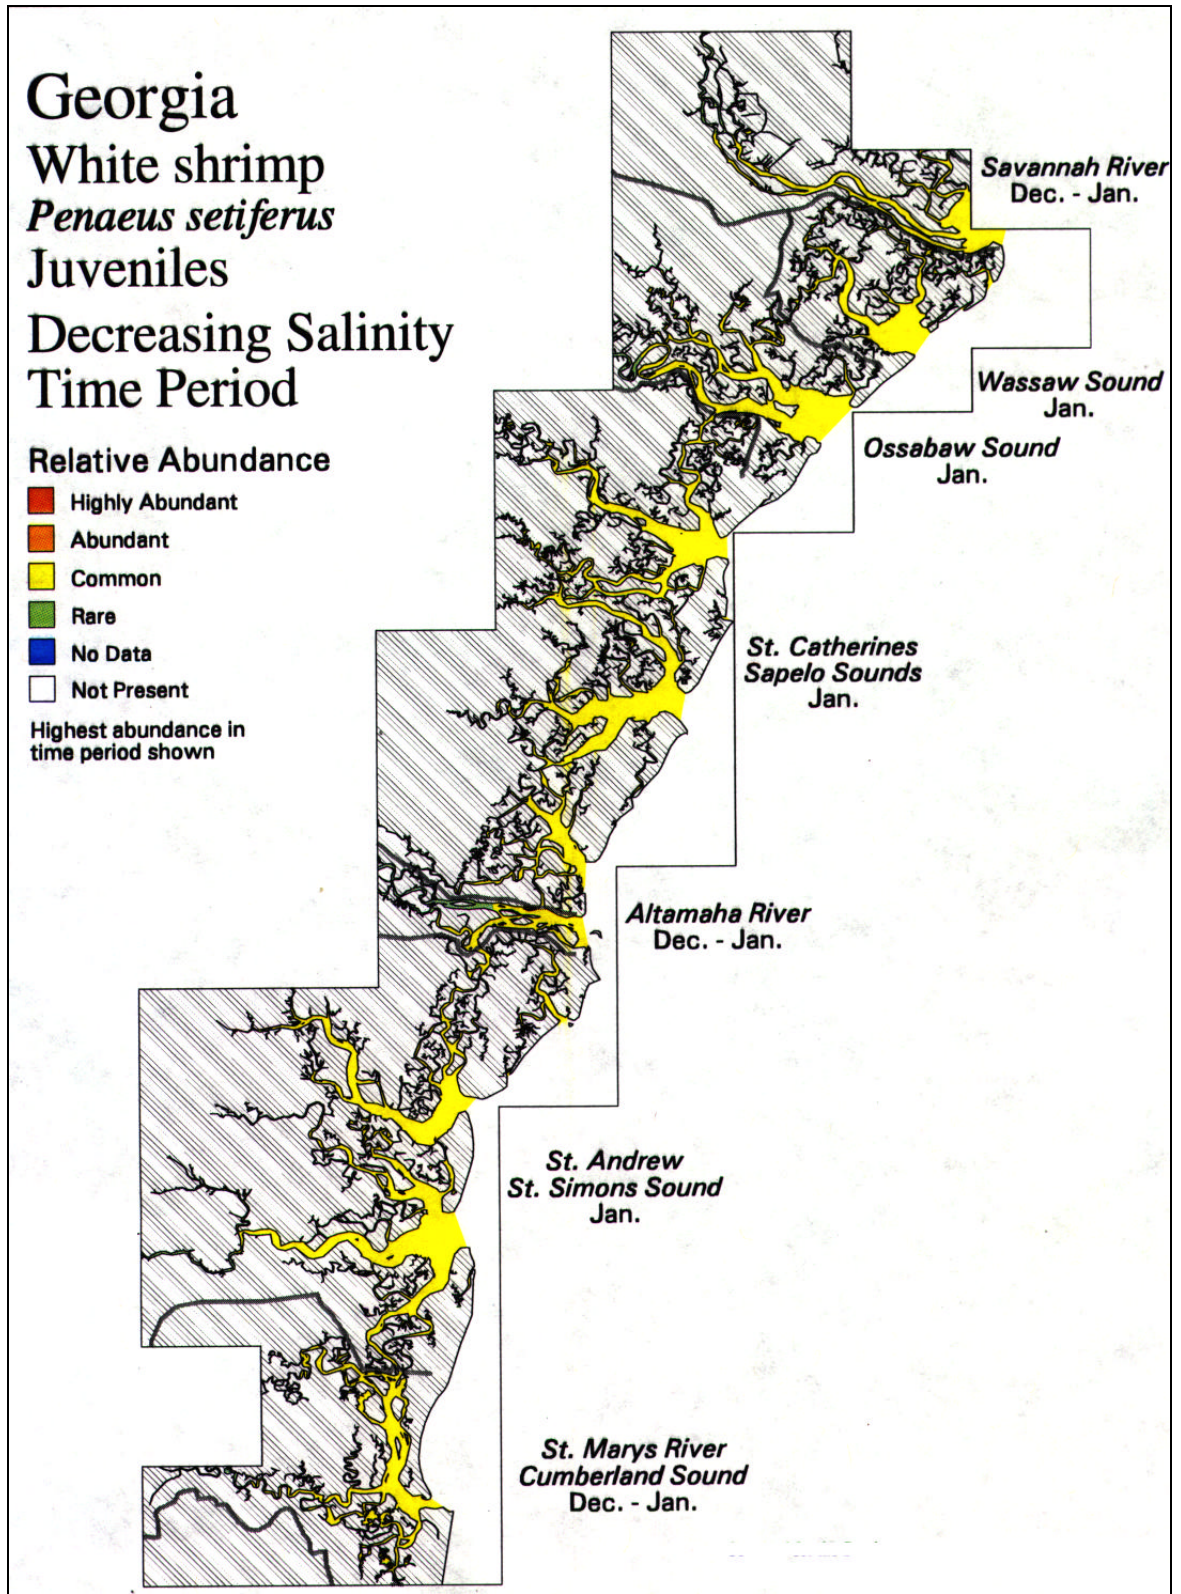 Georgia
White shrimp
Penaeus setiferus
Juveniles
Decreasing Salinity
Time Period
Relative Abundance
Highly Abundant
Abundant
Common
Rare
No Data
Not Present
Highest abundance in
time period shown
Savannah River
Dec. - Jan.
Wassaw Sound
Jan.
Ossabaw Sound
Jan.
St. Catherines
Sapelo Sounds
Jan.
Altamaha River
Dec. - Jan.
St. Andrew
St. Simons Sound
Jan.
St. Marys River
Cumberland Sound
Dec. - Jan.